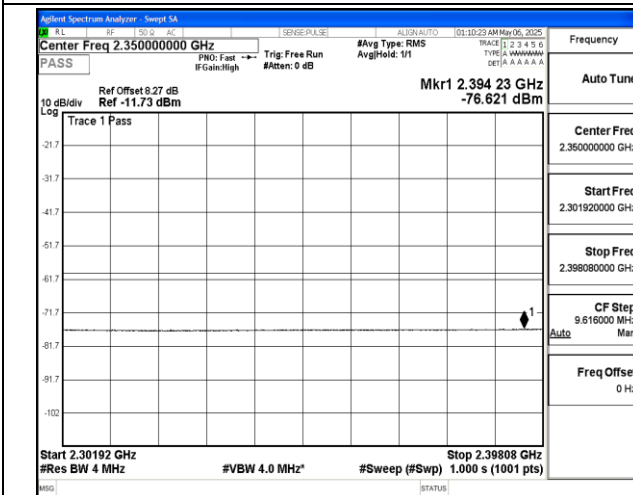 Agilent Spectrum Analyzer - Swept SA
RL RF 50 Ω AC SENSE:PULSE ALIGN AUTO 01:10:23 AM May 06, 2025
Center Freq 2.350000000 GHz
PASS
PNO: Fast
IFGain:High
Trig: Free Run
#Atten: 0 dB
#Avg Type: RMS
Avg|Hold: 1/1
TRACE 1 2 3 4 5 6
TYPE A WWWWW
DET A A A A A A
Ref Offset 8.27 dB
10 dB/div Ref -11.73 dBm
Mkr1 2.394 23 GHz
-76.621 dBm
Log
Trace 1 Pass
-21.7
-31.7
-41.7
-51.7
-61.7
-71.7
-81.7
-91.7
-102
1
Start 2.30192 GHz
Stop 2.39808 GHz
#Res BW 4 MHz
#VBW 4.0 MHz*
#Sweep (#Swp) 1.000 s (1001 pts)
MSG
STATUS
Frequency
Auto Tune
Center Freq
2.350000000 GHz
Start Freq
2.301920000 GHz
Stop Freq
2.398080000 GHz
CF Step
9.616000 MHz
Auto Man
Freq Offset
0 Hz